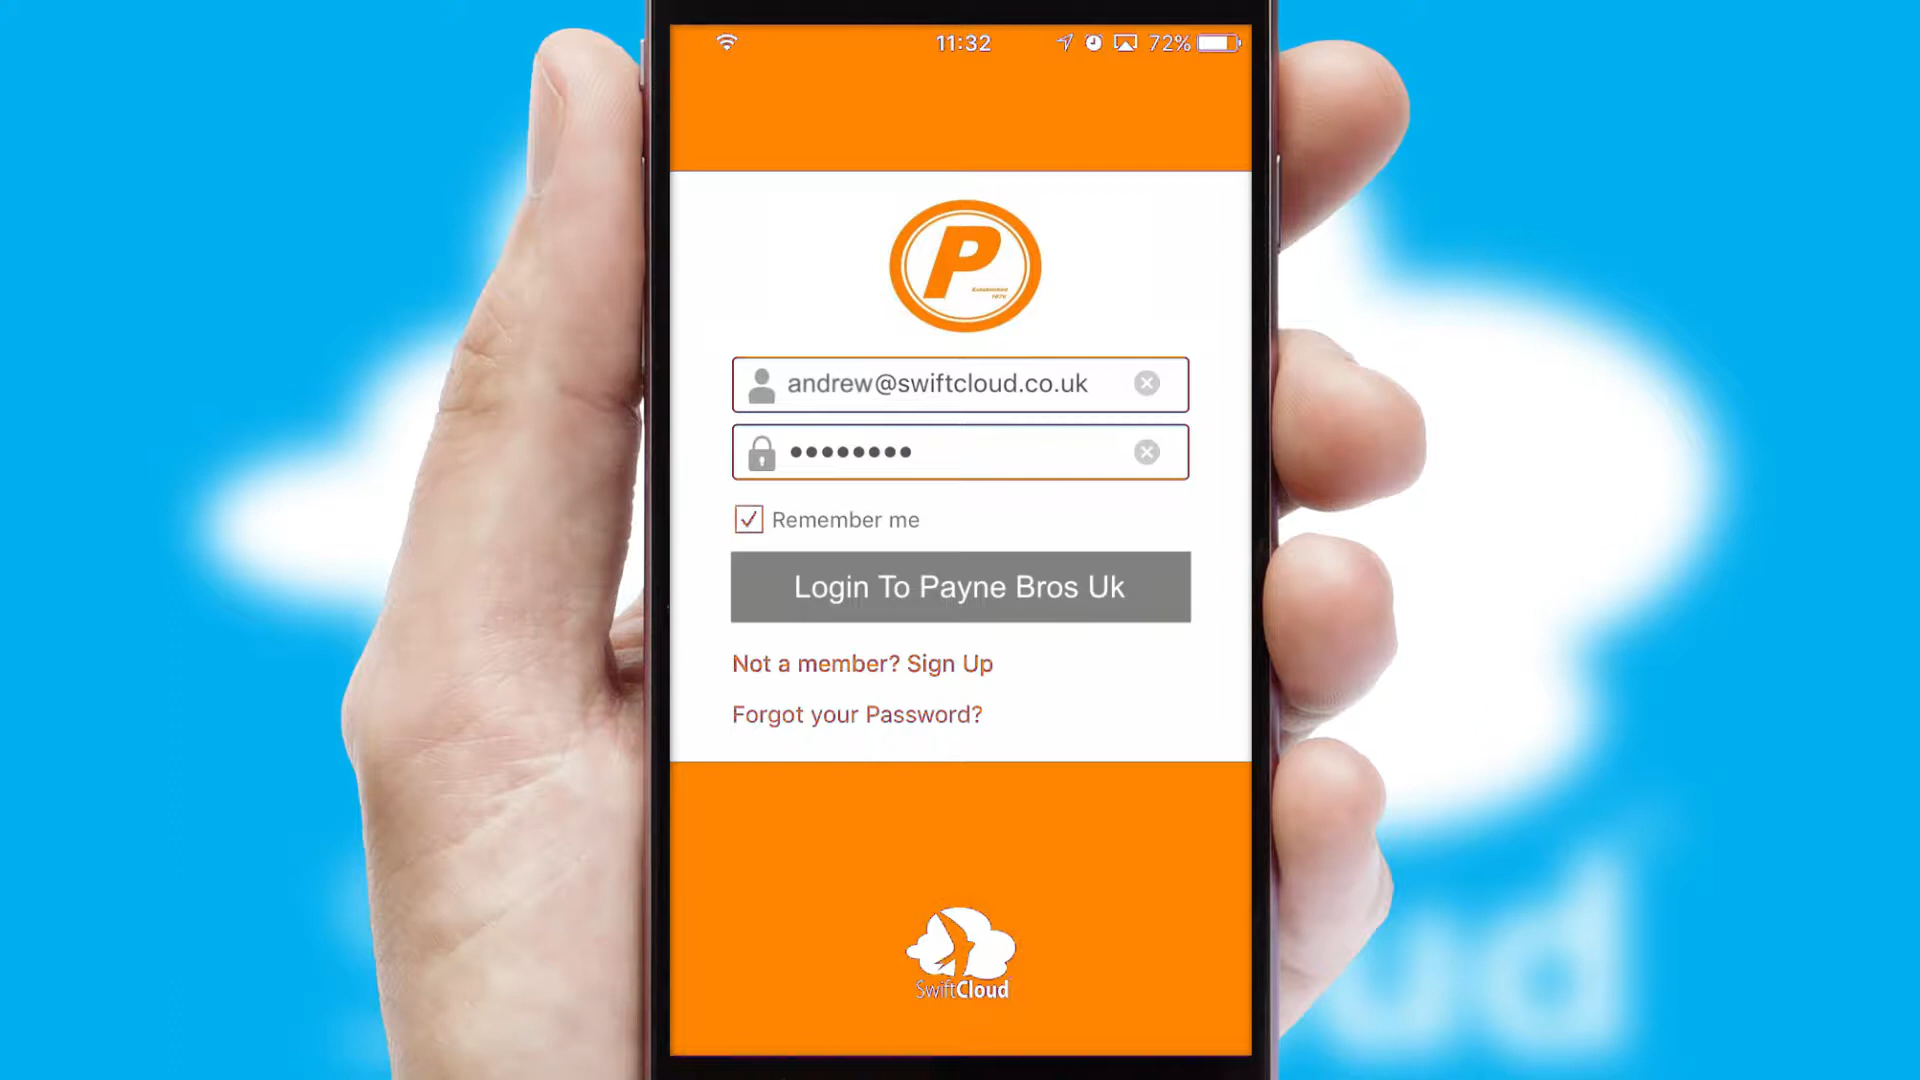 11:32 72%
P
andrew@swiftcloud.co.uk
Remember me
Login To Payne Bros Uk
Not a member? Sign Up
Forgot your Password?
SwiftCloud
ud